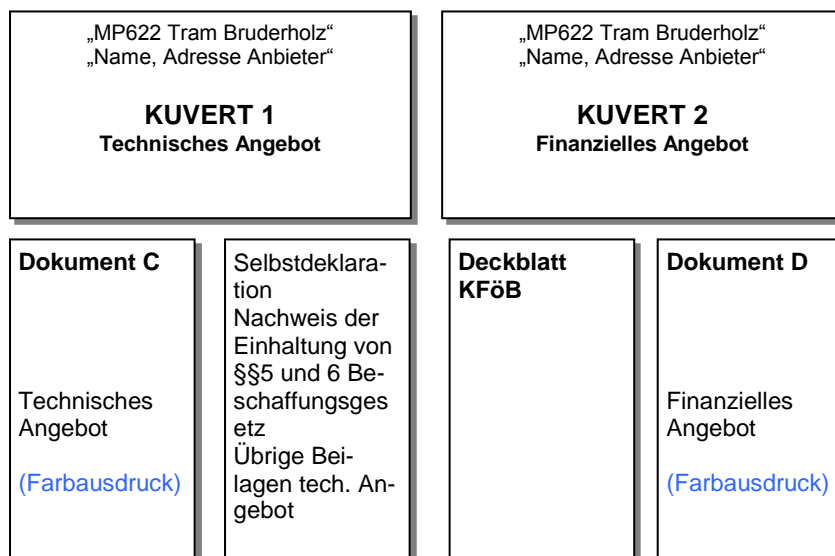 „MP622 Tram Bruderholz“
„Name, Adresse Anbieter“
KUVERT 1
Technisches Angebot
„MP622 Tram Bruderholz“
„Name, Adresse Anbieter“
KUVERT 2
Finanzielles Angebot
Dokument C
Technisches
Angebot
(Farbausdruck)
Selbstdeklara-
tion
Nachweis der
Einhaltung von
§§5 und 6 Be-
schaffungsges
etz
Übrige Bei-
lagen tech. An-
gebot
Deckblatt
KFöB
Dokument D
Finanzielles
Angebot
(Farbausdruck)